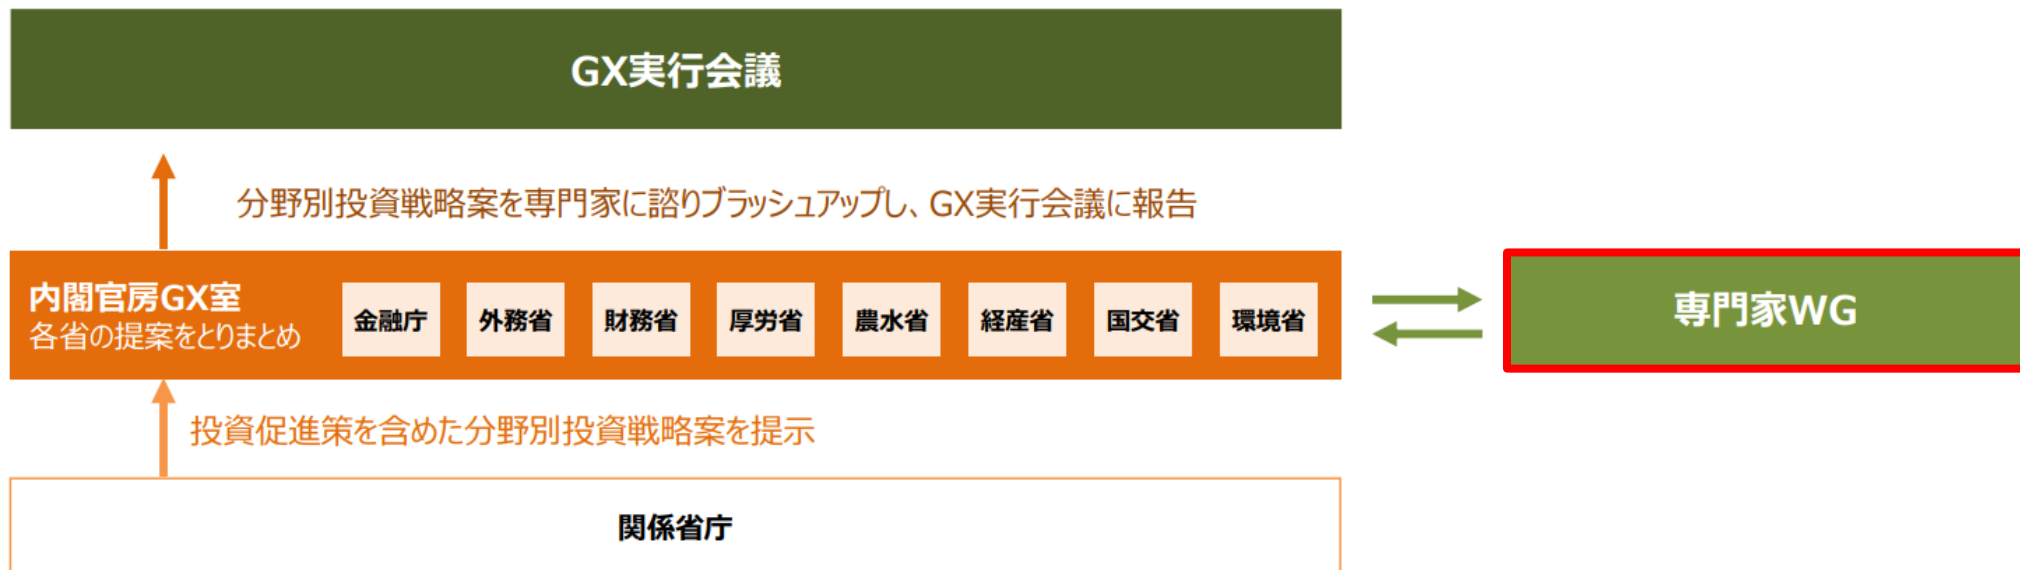 GX実行会議
分野別投資戦略案を専門家に諮りブラッシュアップし、GX実行会議に報告
内閣官房GX室
各省の提案をとりまとめ
金融庁
外務省
財務省
厚労省
農水省
経産省
国交省
環境省
専門家WG
投資促進策を含めた分野別投資戦略案を提示
関係省庁